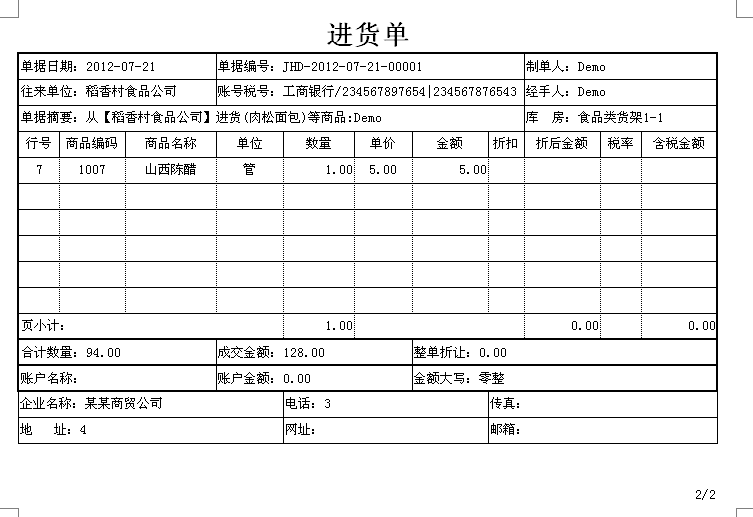 进货单
单据日期: 2012-07-21 单据编号: JHD-2012-07-21-00001 制单人: Demo
往来单位: 稻香村食品公司 账号税号: 工商银行/234567897654|234567876543 经手人: Demo
单据摘要: 从【稻香村食品公司】进货(肉松面包)等商品:Demo 库 房: 食品类货架1-1
行号 商品编码 商品名称 单位 数量 单价 金额 折扣 折后金额 税率 含税金额
7 1007 山西陈醋 管 1.00 5.00 5.00
页小计: 1.00 0.00 0.00
合计数量: 94.00 成交金额: 128.00 整单折让: 0.00
账户名称: 账户金额: 0.00 金额大写: 零整
企业名称: 某某商贸公司 电话: 3 传真:
地 址: 4 网址: 邮箱:
2/2